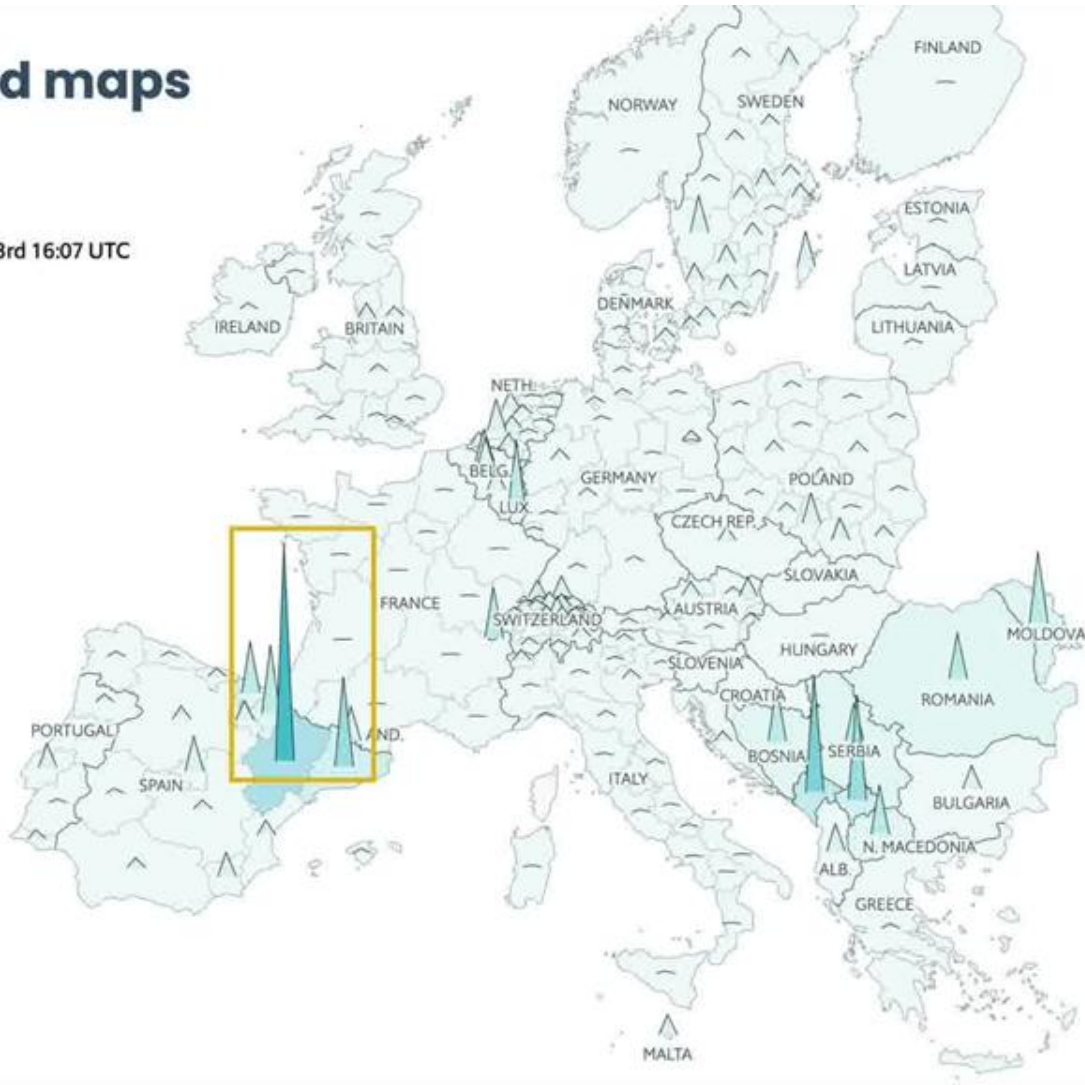 d maps
3rd 16:07 UTC
FINLAND
NORWAY
SWEDEN
ESTONIA
LATVIA
DENMARK
IRELAND
BRITAIN
LITHUANIA
NETH.
BELG.
GERMANY
POLAND
LUX.
CZECH REP.
SLOVAKIA
FRANCE
SWITZERLAND
AUSTRIA
MOLDOVA
HUNGARY
SLOVENIA
CROATIA
ROMANIA
PORTUGAL
AND.
BOSNIA
SERBIA
SPAIN
ITALY
BULGARIA
N. MACEDONIA
ALB.
GREECE
MALTA